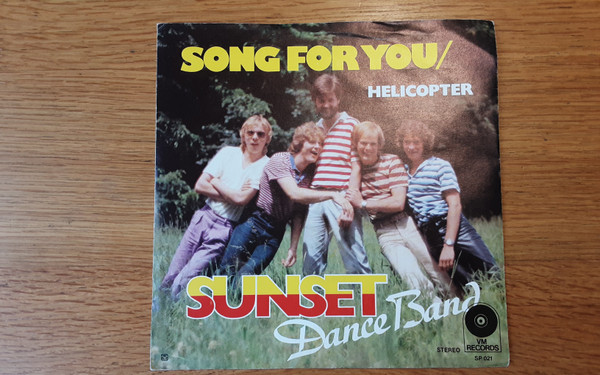 SONG FOR YOU/
HELICOPTER
SUNSET
Dance Band
STEREO
VM
RECORDS
SP 021